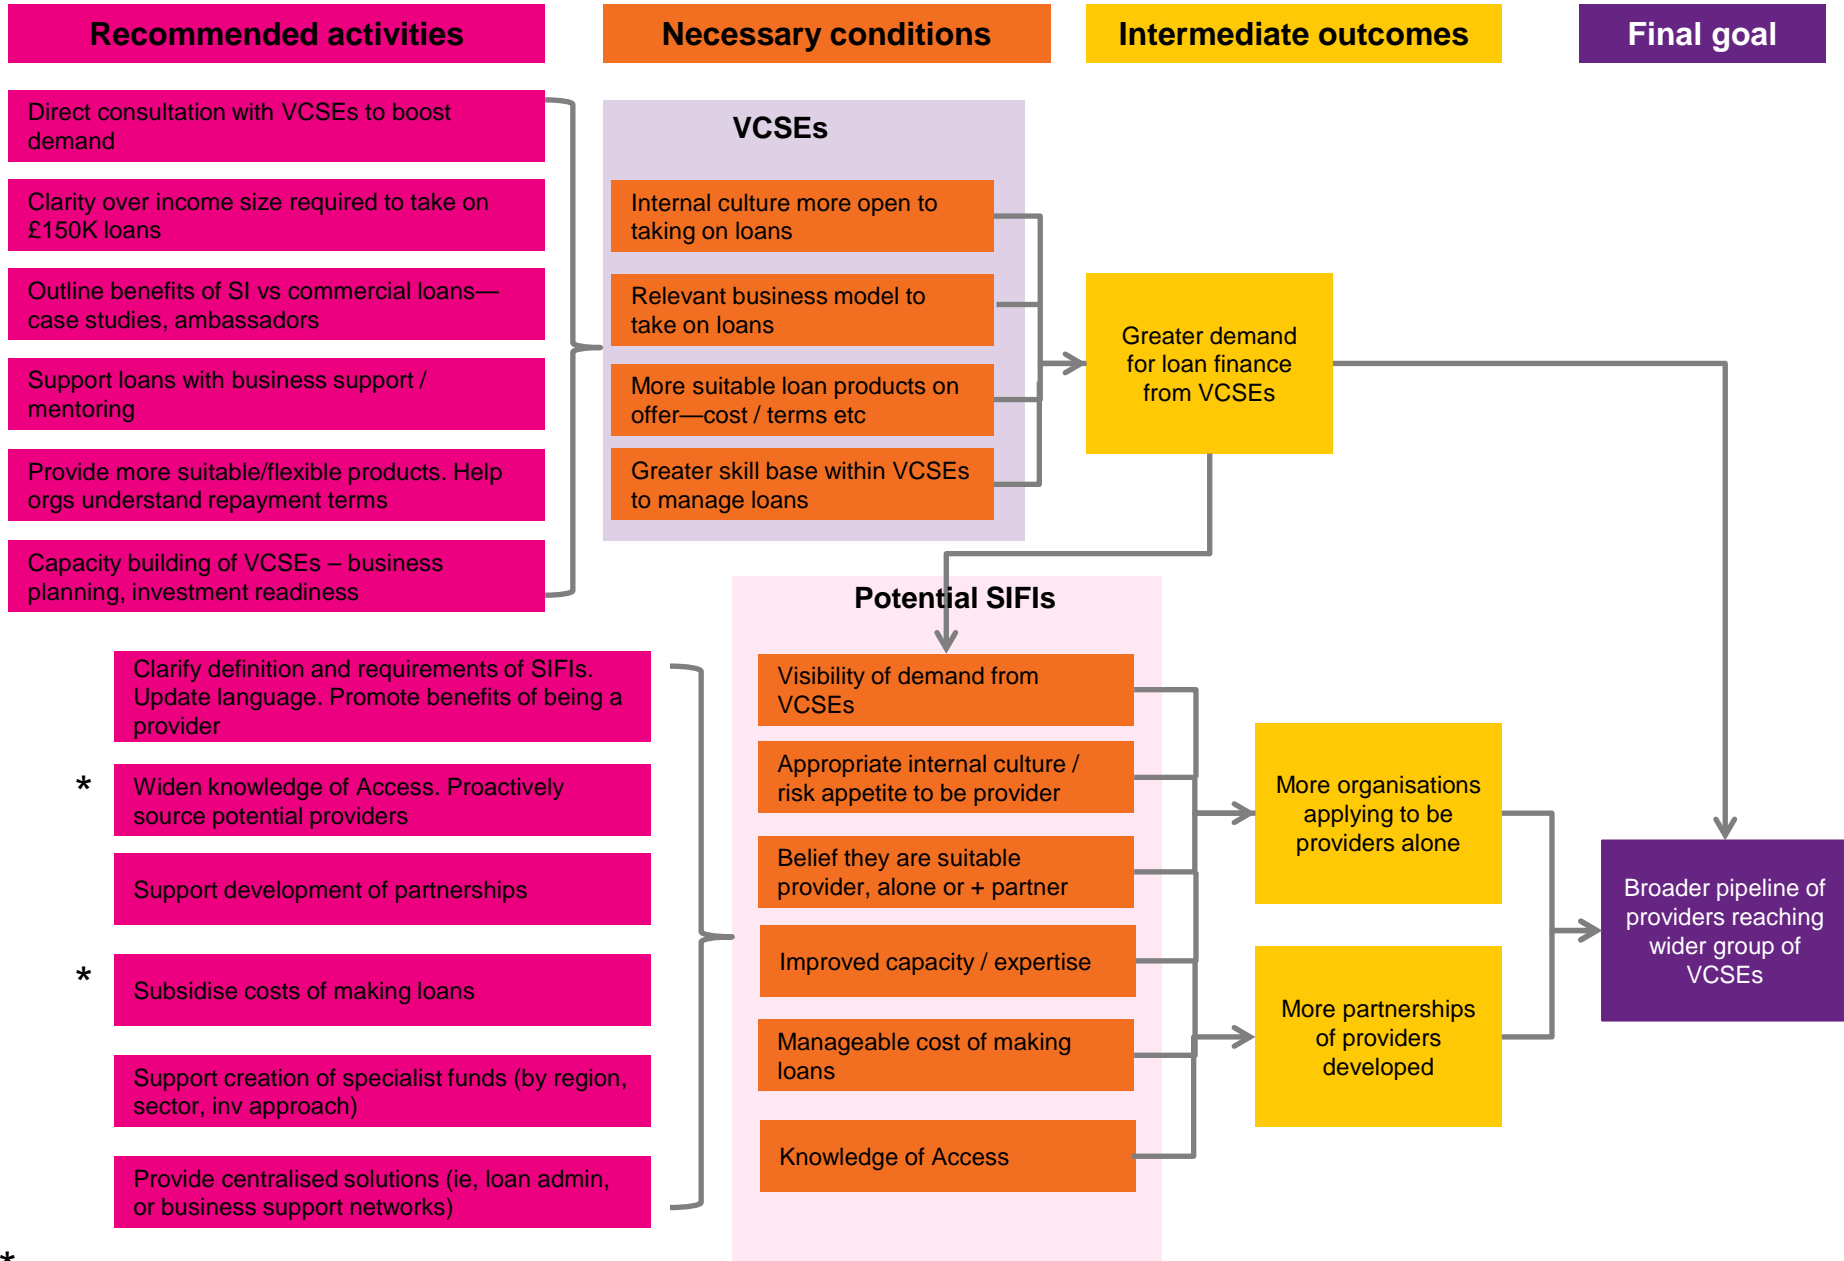 Recommended activities
Necessary conditions
Intermediate outcomes
Final goal
Direct consultation with VCSEs to boost
demand
Clarity over income size required to take on
£150K loans
Outline benefits of SI vs commercial loans—
case studies, ambassadors
Support loans with business support /
mentoring
Provide more suitable/flexible products. Help
orgs understand repayment terms
Capacity building of VCSEs – business
planning, investment readiness
VCSEs
Internal culture more open to
taking on loans
Relevant business model to
take on loans
More suitable loan products on
offer—cost / terms etc
Greater skill base within VCSEs
to manage loans
Greater demand
for loan finance
from VCSEs
Clarify definition and requirements of SIFIs.
Update language. Promote benefits of being a
provider
*
Widen knowledge of Access. Proactively
source potential providers
Support development of partnerships
*
Subsidise costs of making loans
Support creation of specialist funds (by region,
sector, inv approach)
Provide centralised solutions (ie, loan admin,
or business support networks)
Potential SIFIs
Visibility of demand from
VCSEs
Appropriate internal culture /
risk appetite to be provider
Belief they are suitable
provider, alone or + partner
Improved capacity / expertise
Manageable cost of making
loans
Knowledge of Access
More organisations
applying to be
providers alone
More partnerships
of providers
developed
Broader pipeline of
providers reaching
wider group of
VCSEs
*